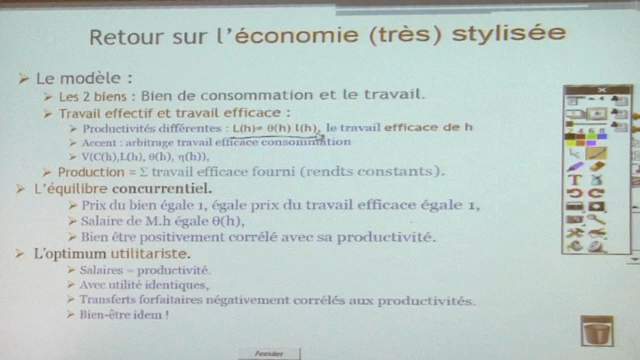 Retour sur l'économie (très) stylisée
Le modèle :
Les 2 biens : Bien de consommation et le travail.
Travail effectif et travail efficace :
Productivités différentes : L(h)= θ(h) l(h), le travail efficace de h
Accent : arbitrage travail efficace consommation
V(C(h),L(h), θ(h), η(h)),
Production = Σ travail efficace fourni (rendts constants).
L'équilibre concurrentiel.
Prix du bien égale 1, égale prix du travail efficace égale 1,
Salaire de M.h égale θ(h),
Bien être positivement corrélé avec sa productivité.
L'optimum utilitariste.
Salaires = productivité.
Avec utilité identiques,
Transferts forfaitaires négativement corrélés aux productivités.
Bien-être idem !
Annuler